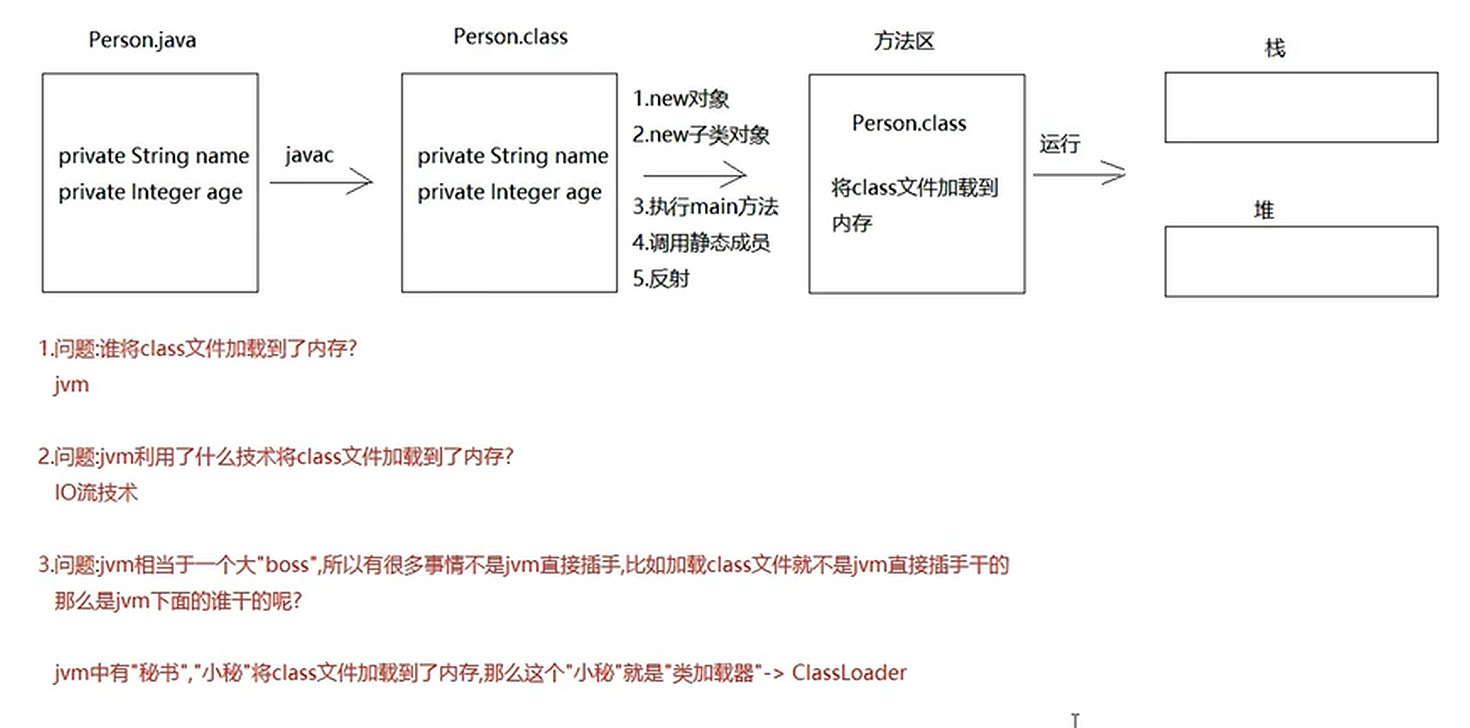 Person.java
private String name
private Integer age
javac
Person.class
private String name
private Integer age
1.new对象
2.new子类对象
3.执行main方法
4.调用静态成员
5.反射
方法区
Person.class
将class文件加载到
内存
运行
栈
堆
1.问题:谁将class文件加载到了内存?
jvm
2.问题:jvm利用了什么技术将class文件加载到了内存?
IO流技术
3.问题:jvm相当于一个大"boss",所以有很多事情不是jvm直接插手,比如加载class文件就不是jvm直接插手干的
那么是jvm下面的谁干的呢?
jvm中有"秘书","小秘"将class文件加载到了内存,那么这个"小秘"就是"类加载器"-> ClassLoader